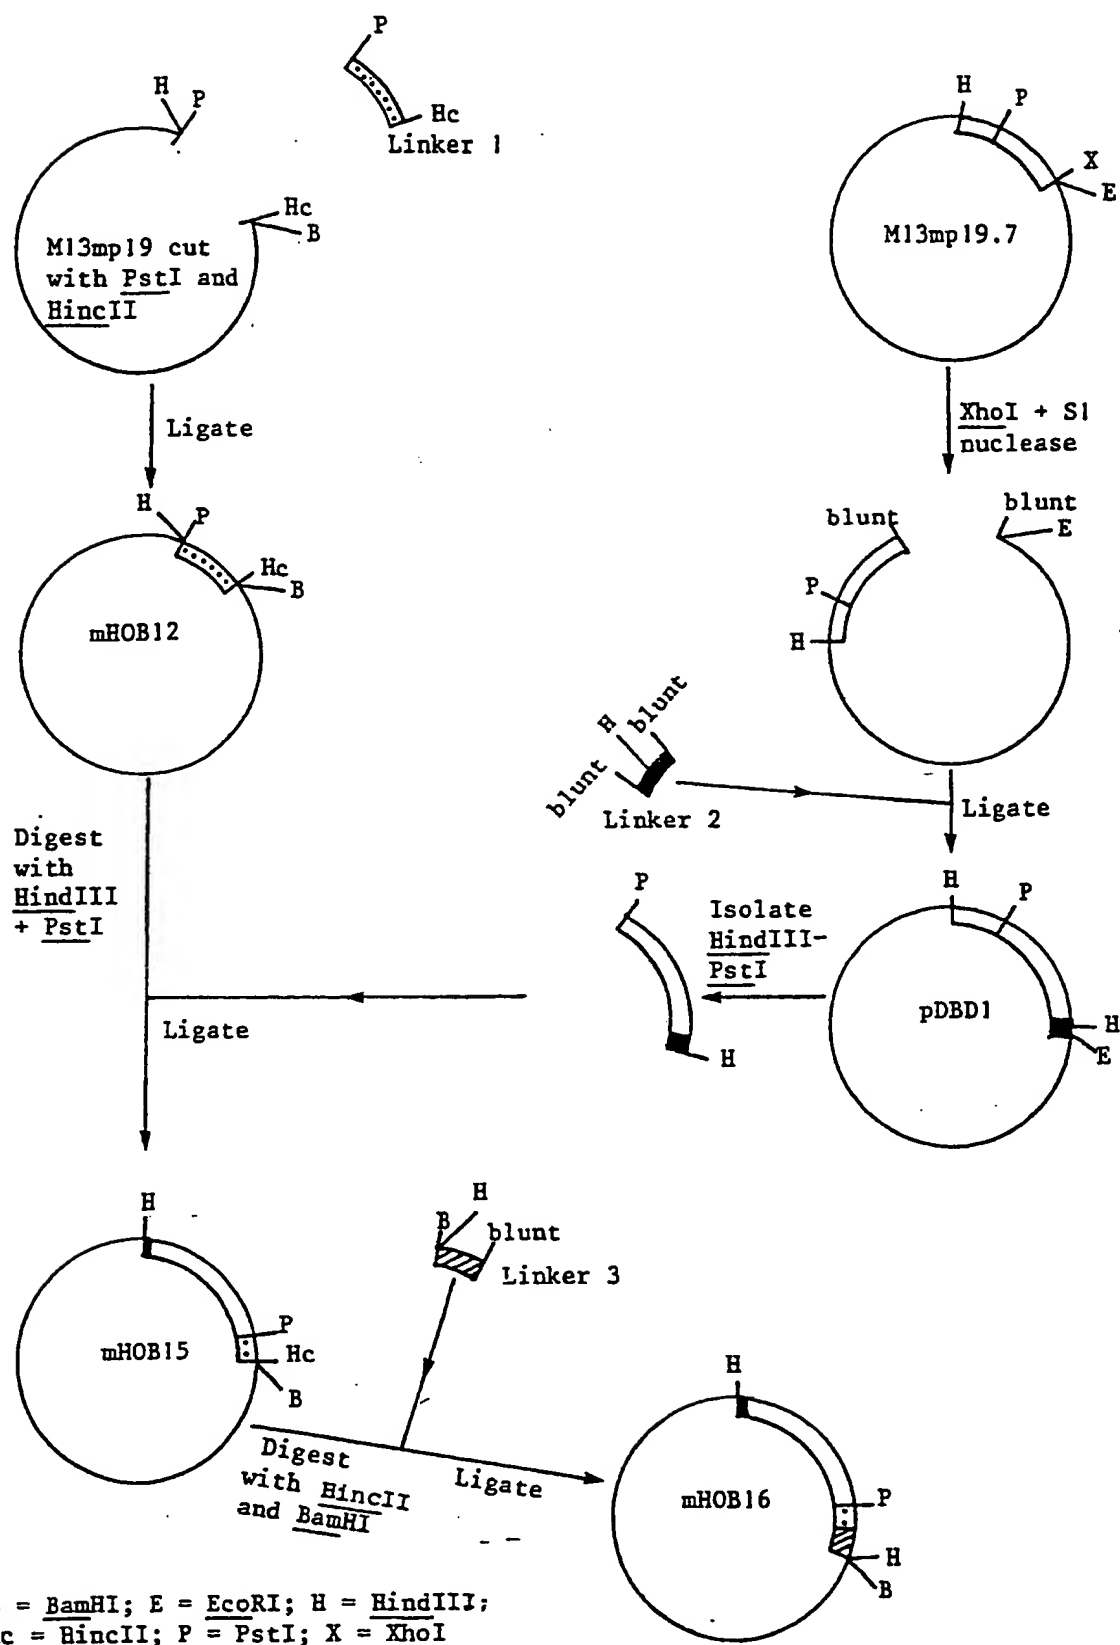 P
H
P
Hc
Linker 1
Hc
B
M13mp19 cut
with PstI and
HincII
H
P
X
E
M13mp19.7
Ligate
XhoI + S1
nuclease
H
P
Hc
B
mHOB12
blunt
blunt
E
P
H
blunt
H
blunt
Linker 2
Ligate
Digest
with
HindIII
+ PstI
P
Isolate
HindIII-
PstI
H
H
P
pDBD1
H
E
Ligate
H
mHOB15
P
Hc
B
B
H
blunt
Linker 3
Digest
with HincII
and BamHI
Ligate
H
mHOB16
P
H
B
= BamHI; E = EcoRI; H = HindIII;
c = HincII; P = PstI; X = XhoI